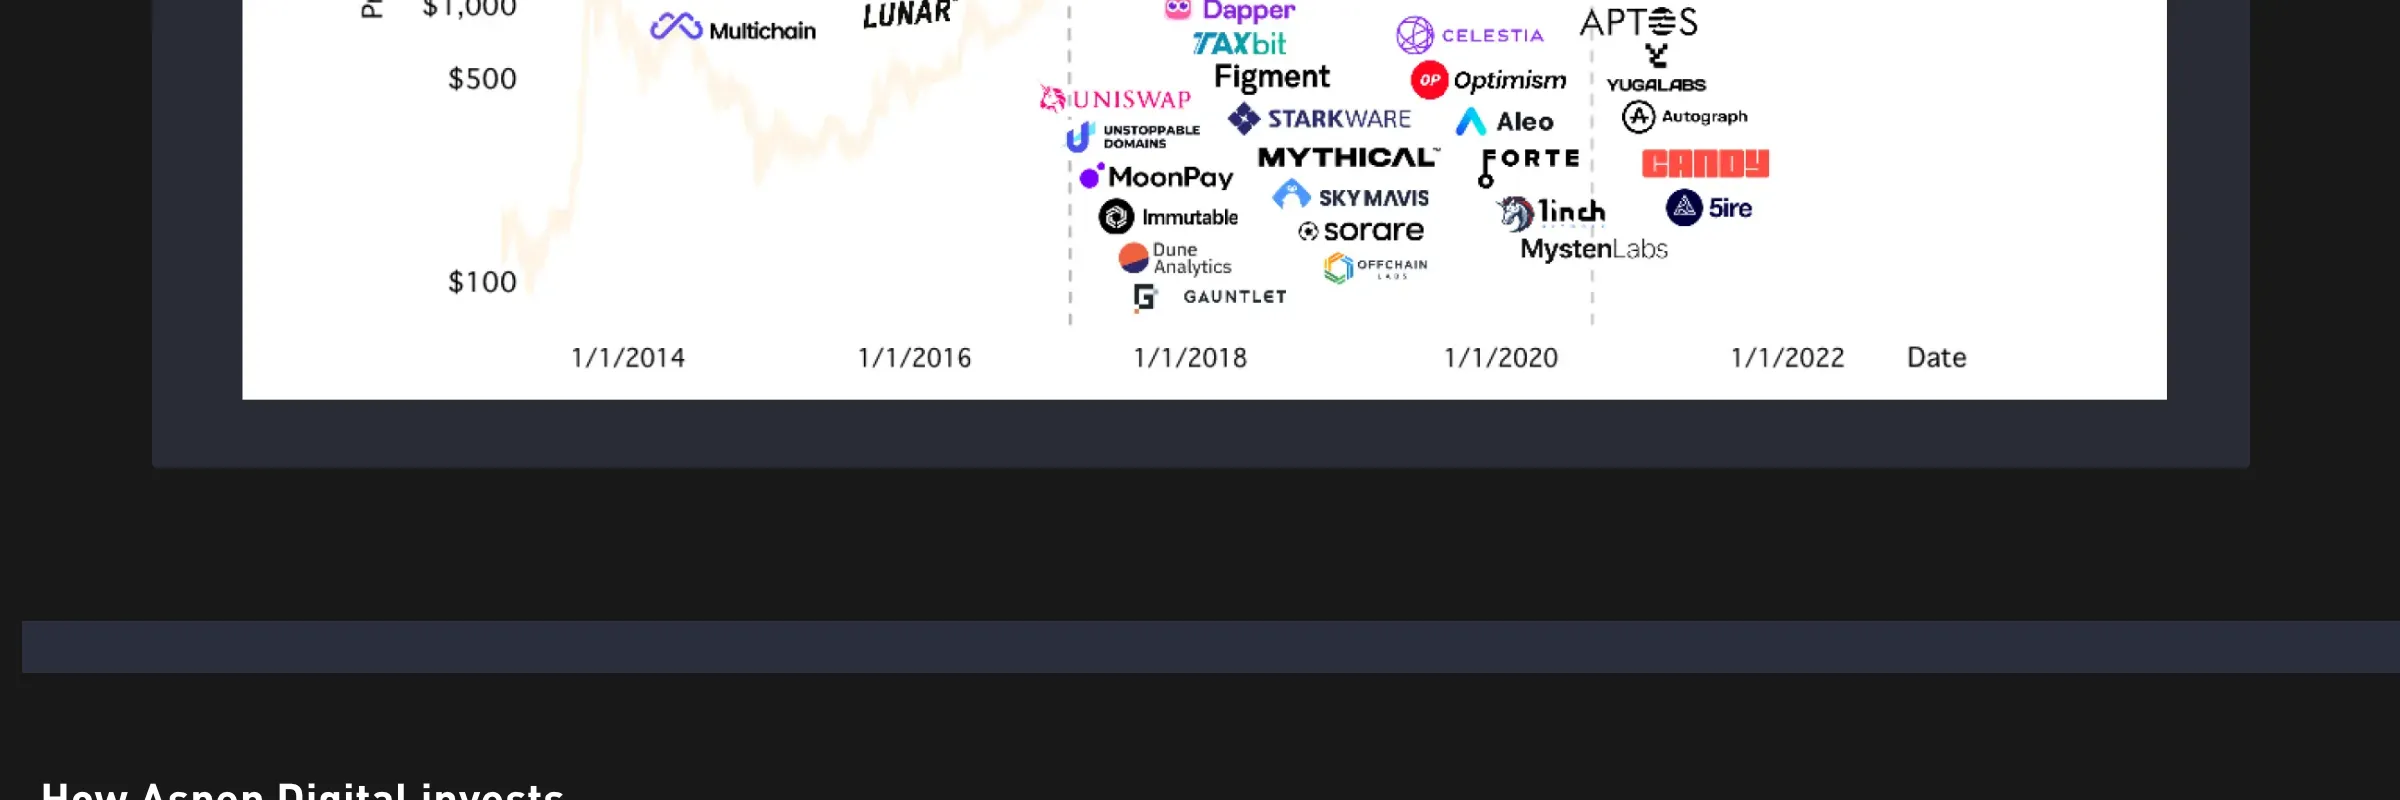 $1,000
Multichain
LUNAR
Dapper
TAXbit
CELESTIA
APTOS
$500
Figment
OP Optimism
YUGALABS
UNISWAP
STARKWARE
Aleo
Autograph
UNSTOPPABLE
DOMAINS
MYTHICAL™
FORTE
CANDY
MoonPay
SKY MAVIS
1inch
5ire
Immutable
sorare
MystenLabs
Dune
Analytics
OFFCHAIN
LABS
$100
GAUNTLET
1/1/2014
1/1/2016
1/1/2018
1/1/2020
1/1/2022
Date
How Aspen Digital invests